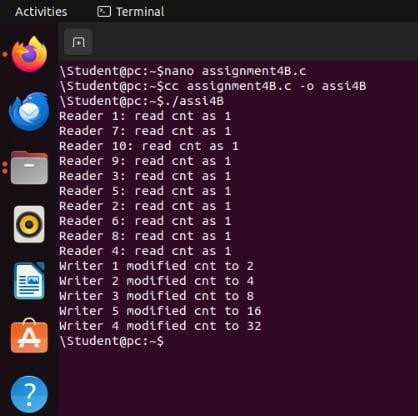 Activities
Terminal
\Student@pc:~$nano assignment4B.c
\Student@pc:~$cc assignment4B.c -o assi4B
\Student@pc:~$./assi4B
Reader 1: read cnt as 1
Reader 7: read cnt as 1
Reader 10: read cnt as 1
Reader 9: read cnt as 1
Reader 3: read cnt as 1
Reader 5: read cnt as 1
Reader 2: read cnt as 1
Reader 6: read cnt as 1
Reader 8: read cnt as 1
Reader 4: read cnt as 1
Writer 1 modified cnt to 2
Writer 2 modified cnt to 4
Writer 3 modified cnt to 8
Writer 5 modified cnt to 16
Writer 4 modified cnt to 32
\Student@pc:~$